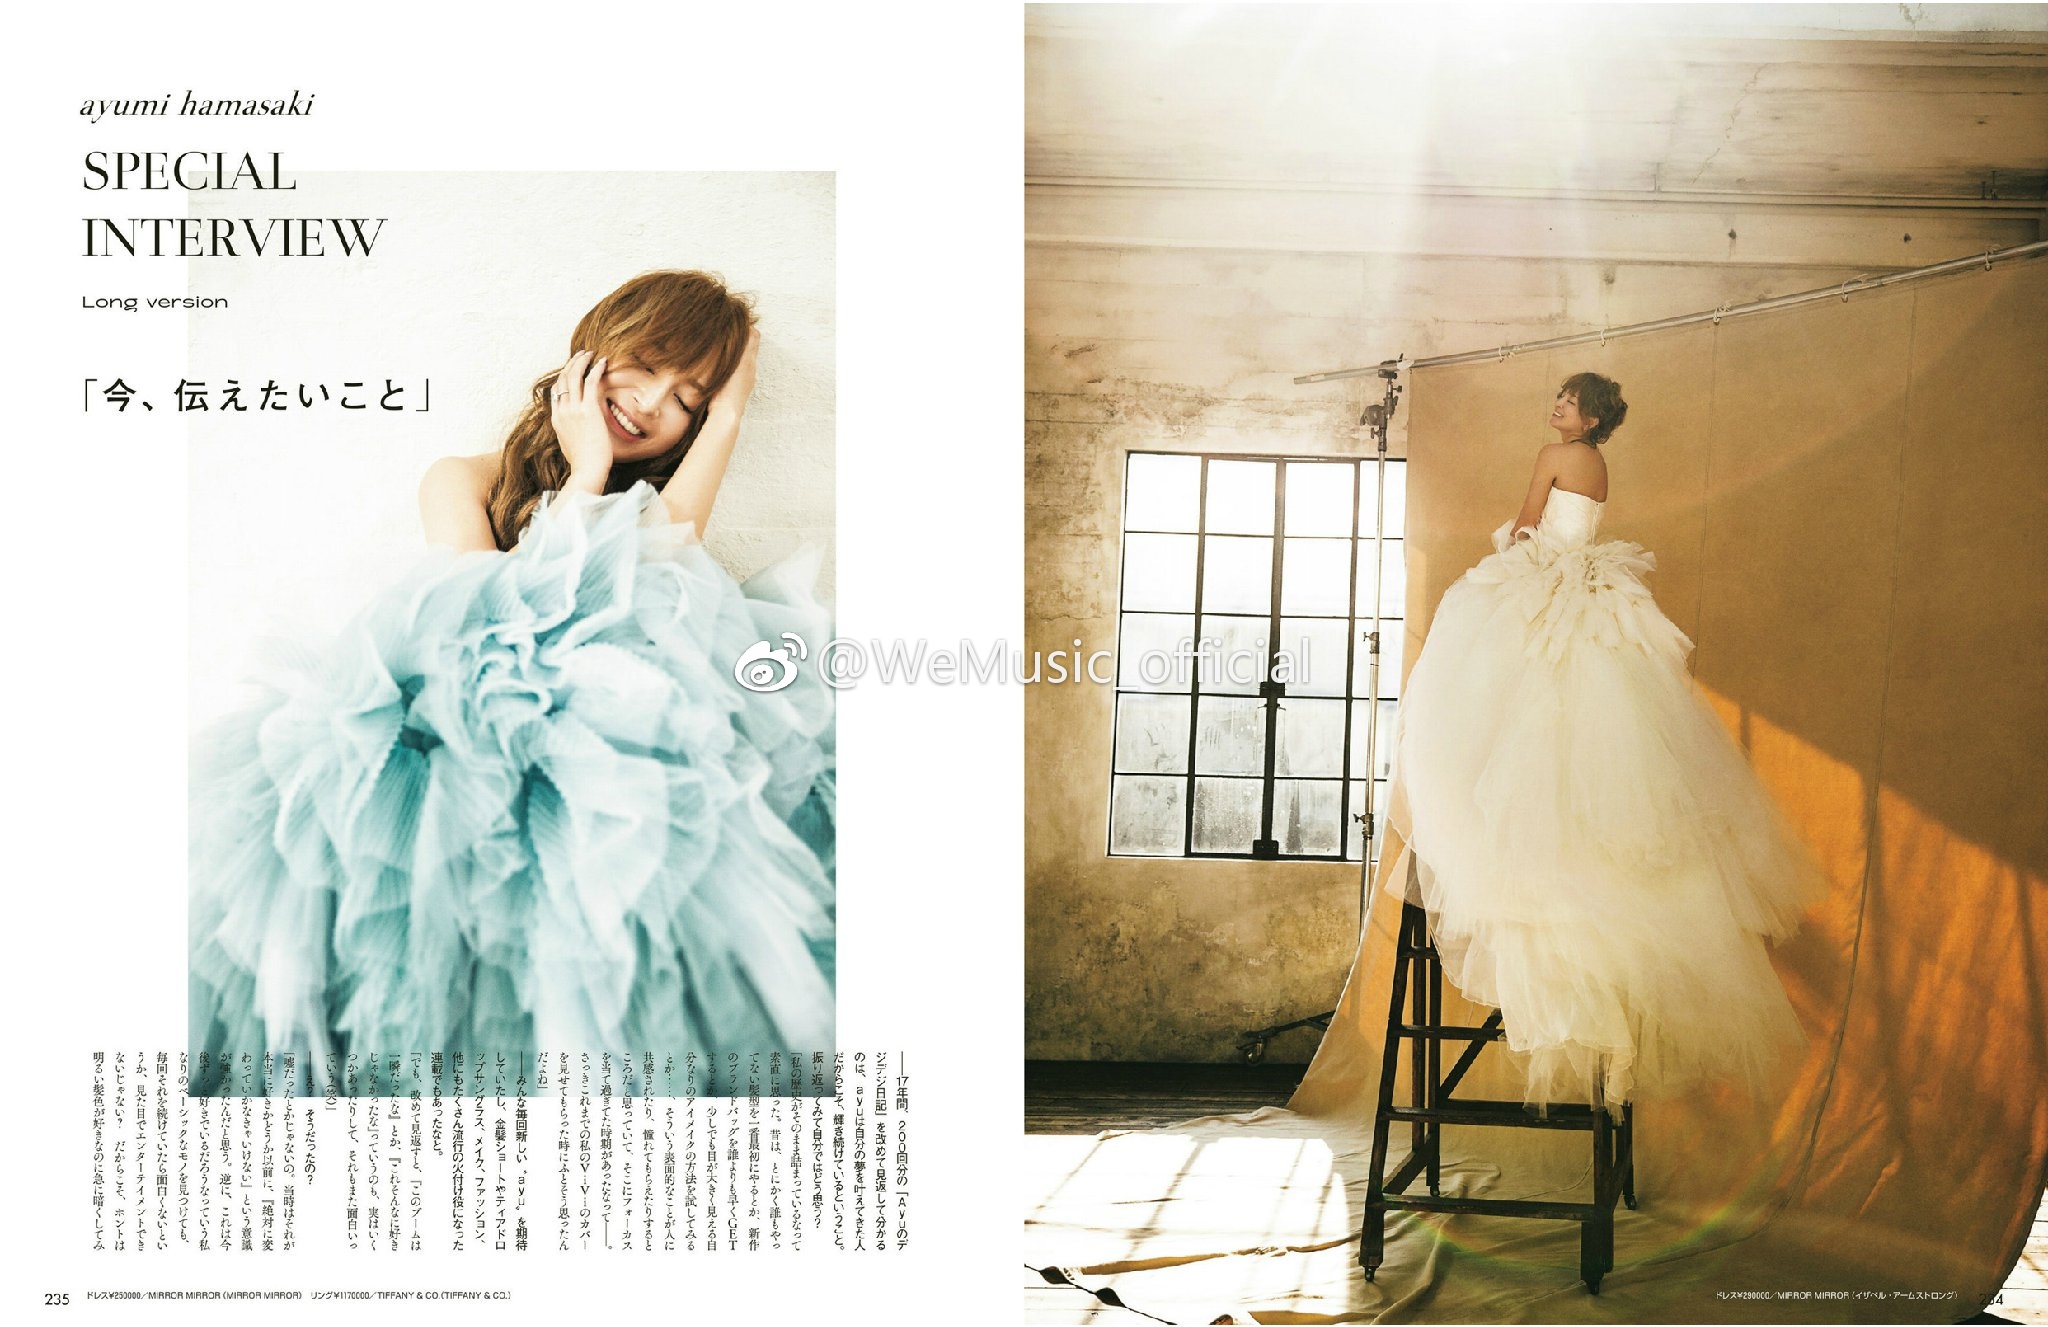 ayumi hamasaki
SPECIAL
INTERVIEW
Long version
「今、伝えたいこと」
——17年間、200回分の「Ayuのデ
ジデジ日記」を改めて見返して分かる
のは、ayuは自分の夢を叶えてきた人
だからこそ、輝き続けているということ。
振り返ってみて自分ではどう思う?
「私の歴史がそのまま詰まっているなって
素直に思った。昔は、とにかく誰もやっ
てない髪型を一番最初にやるとか、新作
のブランドバッグを誰よりも早くGET
するとか、少しでも目が大きく見える自
分なりのアイメイクの方法を試してみる
とか……、そういう表面的なことが人に
共感されたり、憧れてもらえたりすると
ころだと思っていて、そこにフォーカス
を当て過ぎてた時期があったなって——。
さっきこれまでの私のViViのカバー
を見せてもらった時にふとそう思ったん
だよね」
——みんな毎回新しい〝ayu〟を期待
していたし、金髪ショートやティアドロ
ップサングラス、メイク、ファッション、
他にもたくさん流行の火付け役になった
連載でもあったなと。
「でも、改めて見返すと、『このブームは
一瞬だったな』とか、『これそんなに好き
じゃなかったな』っていうのも、実はいく
つかあったりして、それもまた面白いっ
ていう(笑)」
——え? そうだったの?
「嘘だったとかじゃないの。当時はそれが
本当に好きかどうか以前に、『絶対に変
わっていかなきゃいけない』という意識
が強かったんだと思う。逆に、これは今
後ずっと好きでいるだろうなっていう私
なりのベーシックなモノを見つけても、
毎回それを続けていたら面白くないとい
うか、見た目でエンターテイメントでき
ないじゃない? だからこそ、ホントは
明るい髪色が好きなのに急に暗くしてみ
235
ドレス¥250000/MIRROR MIRROR(MIRROR MIRROR) リング¥1170000/TIFFANY & CO.(TIFFANY & CO.)
@WeMusic_official
ドレス¥290000/MIRROR MIRROR(イザベル・アームストロング)
234